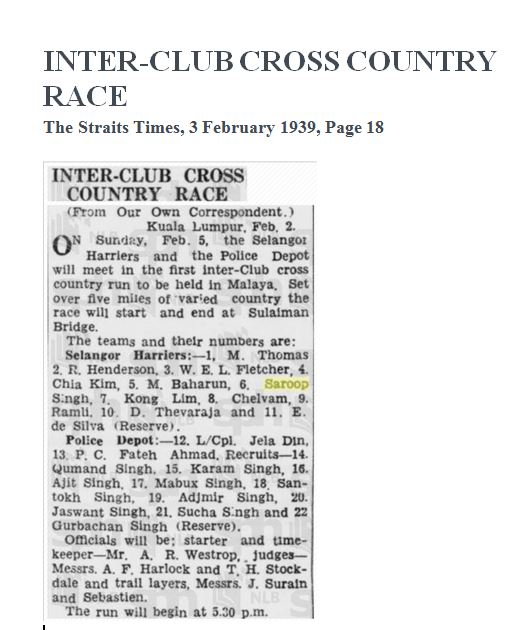 INTER-CLUB CROSS COUNTRY
RACE
The Straits Times, 3 February 1939, Page 18
INTER-CLUB CROSS
COUNTRY RACE
(From Our Own Correspondent.)
Kuala Lumpur, Feb, 2.
ON Sunday, Feb. 5, the Selangor
Harriers and the Police Depot
will meet in the first inter-Club cross
country run to be held in Malaya. Set
over five miles of varied country the
race will start and end at Sulaiman
Bridge.
The teams and their numbers are:
Selangor Harriers:—1, M. Thomas
2. R. Henderson, 3. W. E. L. Fletcher, 4.
Chia Kim, 5. M. Baharun, 6. Saroop
Singh, 7. Kong Lim, 8. Chelvam, 9.
Ramli, 10. D. Thevaraja and 11. E.
de Silva (Reserve).
Police Depot:—12. L/Cpl. Jela Din,
13. P. C. Fateh Ahmad, Recruits—14.
Qumand Singh, 15. Karam Singh, 16.
Ajit Singh, 17. Mabux Singh, 18. San-
tokh Singh, 19. Adjmir Singh, 20.
Jaswant Singh, 21. Sucha Singh and 22
Gurbachan Singh (Reserve).
Officials will be; starter and time-
keeper—Mr. A. R. Westrop, judges—
Messrs. A. F. Harlock and T. H. Stock-
dale and trail layers, Messrs. J. Surain
and Sebastien.
The run will begin at 5.30 p.m.